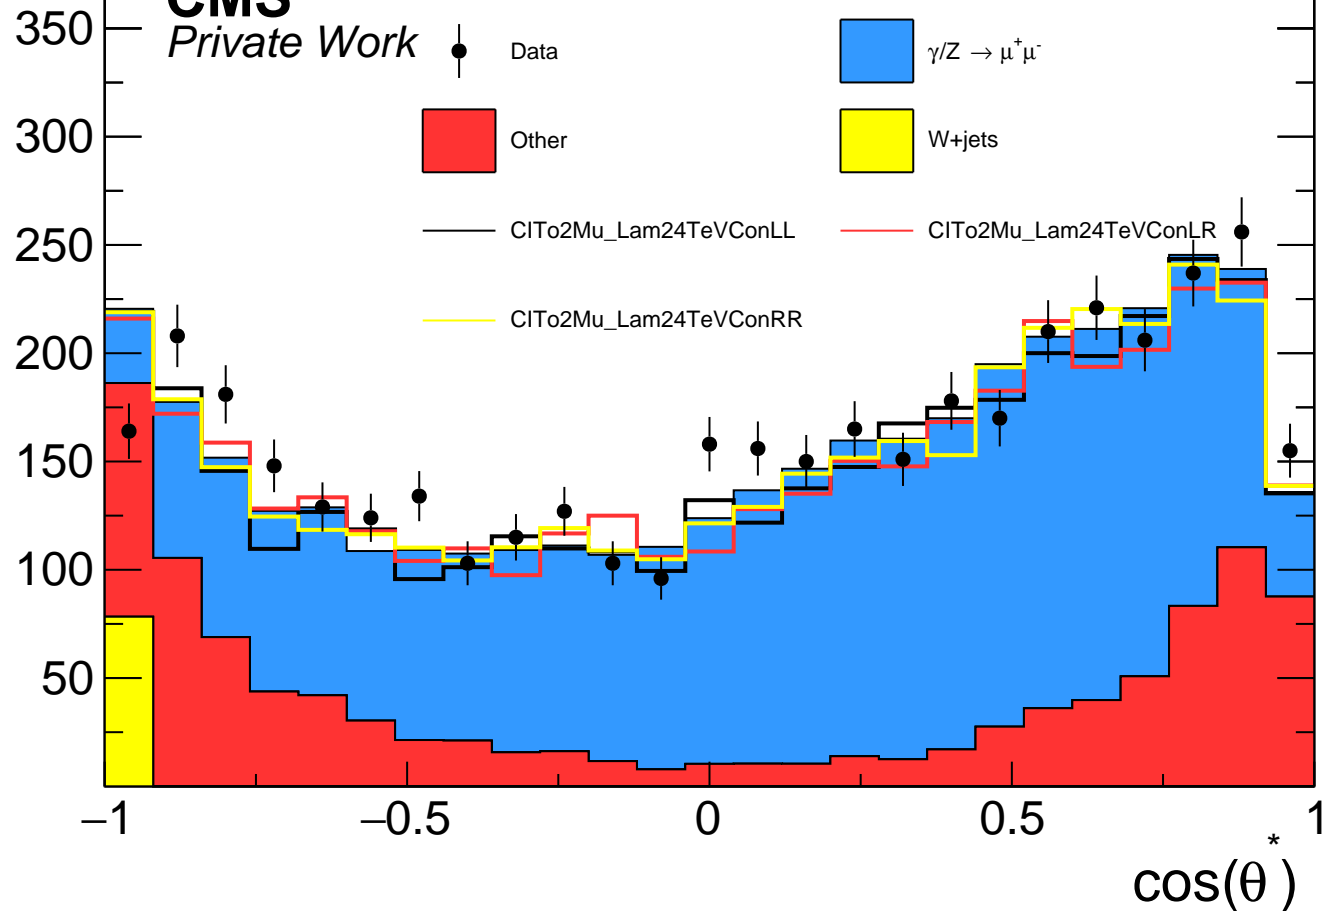 CMS
Private Work
Data
γ/Z → μ⁺μ⁻
Other
W+jets
CITo2Mu_Lam24TeVConLL
CITo2Mu_Lam24TeVConLR
CITo2Mu_Lam24TeVConRR
350
300
250
200
150
100
50
−1
−0.5
0
0.5
1
cos(θ*)